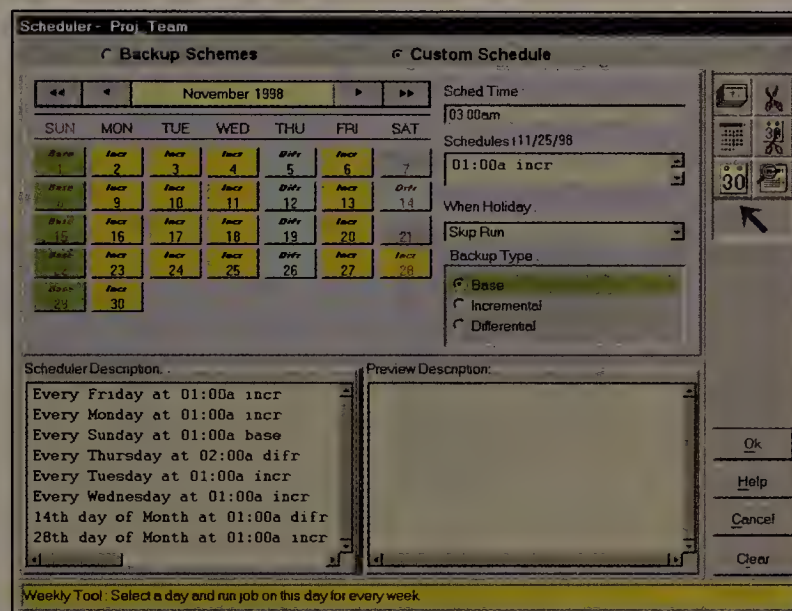 Scheduler - Proj Team
Backup Schemes
Custom Schedule
November 1998
SUN MON TUE WED THU FRI SAT
Base Incr Incr Incr Difr Incr
1 2 3 4 5 6 7
Base Incr Incr Incr Difr Incr Difr
9 10 11 12 13 14
Base Incr Incr Incr Difr Incr
15 16 17 18 19 20 21
Base Incr Incr Incr Difr Incr Incr
23 24 25 26 27 28
Base Incr
29 30
Sched Time
03 00am
Schedules 11/25/98
01:00a incr
When Holiday
Skip Run
Backup Type
Base
Incremental
Differential
30
Scheduler Description:
Every Friday at 01:00a incr
Every Monday at 01:00a incr
Every Sunday at 01:00a base
Every Thursday at 02:00a difr
Every Tuesday at 01:00a incr
Every Wednesday at 01:00a incr
14th day of Month at 01:00a difr
28th day of Month at 01:00a incr
Preview Description:
Ok
Help
Cancel
Clear
Weekly Tool : Select a day and run job on this day for every week